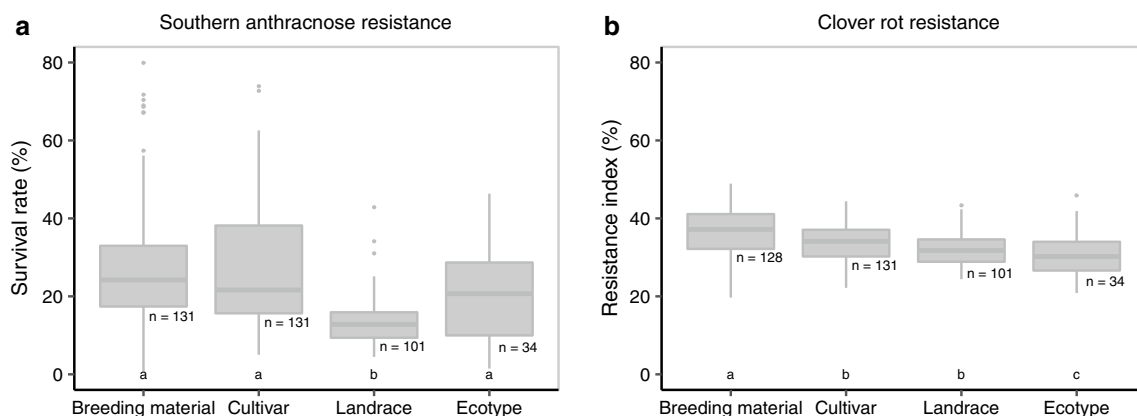 a
Southern anthracnose resistance
Survival rate (%)
80
60
40
20
0
n = 131
n = 131
n = 101
n = 34
a
a
b
a
Breeding material
Cultivar
Landrace
Ecotype
b
Clover rot resistance
Resistance index (%)
80
60
40
20
0
n = 128
n = 131
n = 101
n = 34
a
b
b
c
Breeding material
Cultivar
Landrace
Ecotype